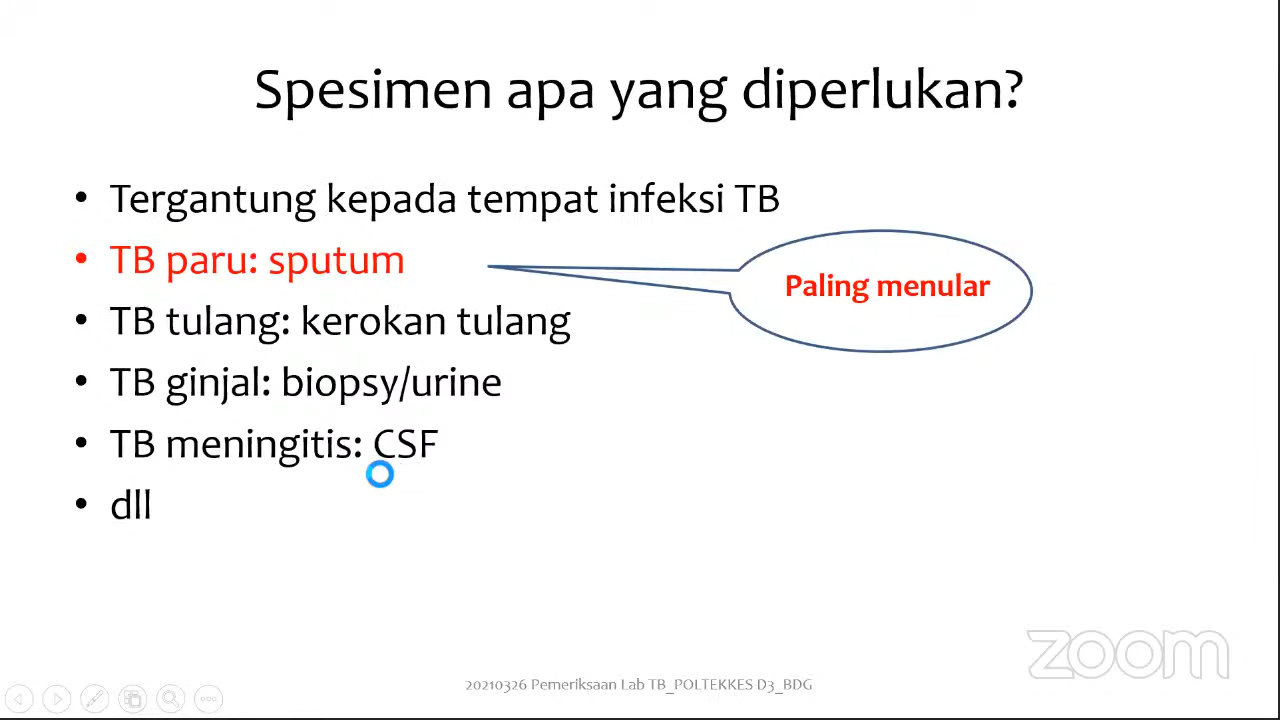 Spesimen apa yang diperlukan?
• Tergantung kepada tempat infeksi TB
• TB paru: sputum
Paling menular
• TB tulang: kerokan tulang
• TB ginjal: biopsy/urine
• TB meningitis: CSF
• dll
zoom
20210326 Pemeriksaan Lab TB_POLTEKKES D3_BDG